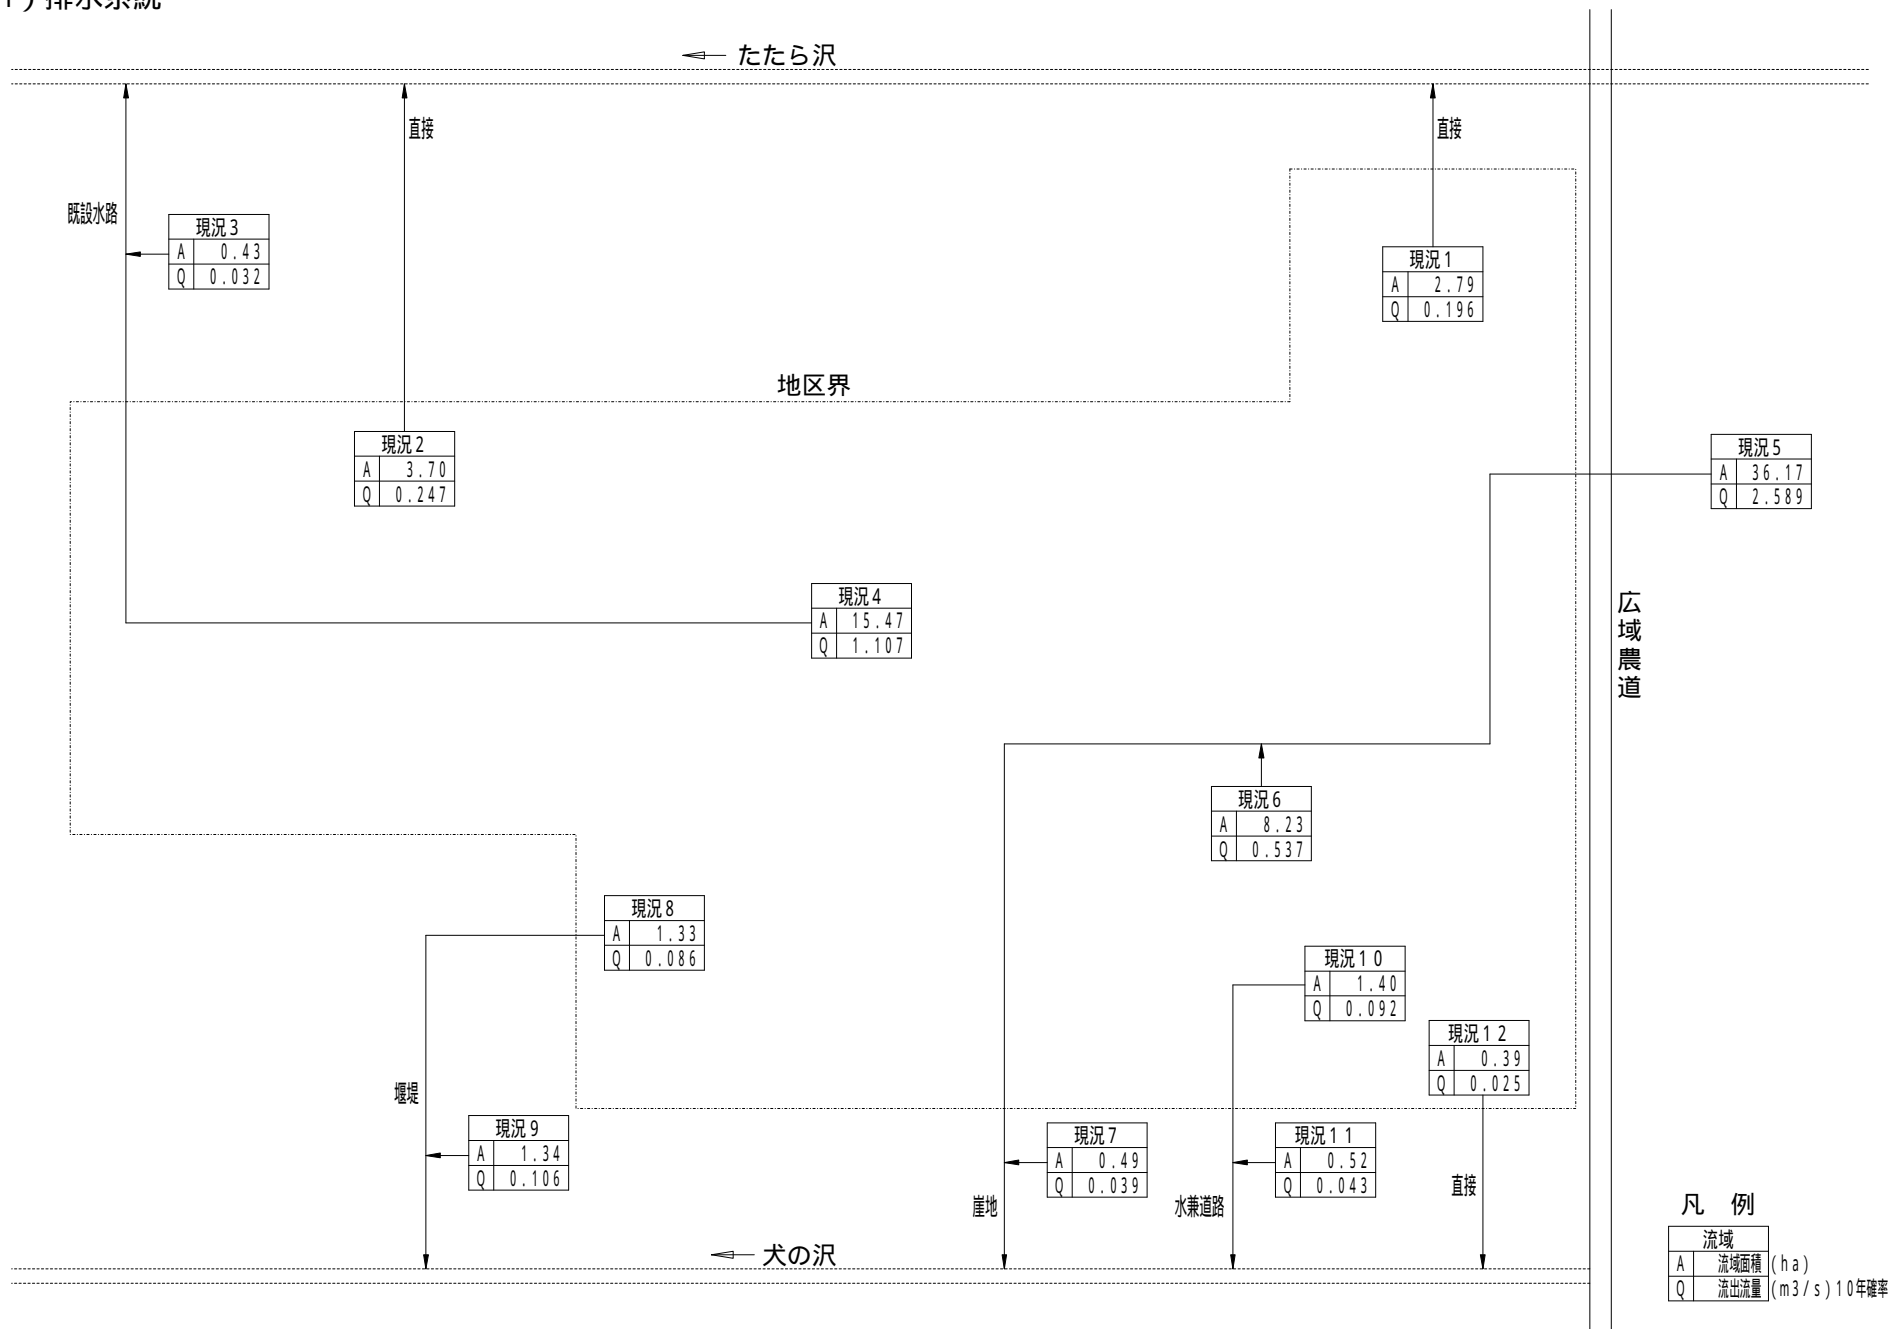 1) 排水系統
たたら沢
直接
直接
既設水路
現況3
A 0.43
Q 0.032
現況1
A 2.79
Q 0.196
地区界
現況2
A 3.70
Q 0.247
現況5
A 36.17
Q 2.589
現況4
A 15.47
Q 1.107
広域農道
現況6
A 8.23
Q 0.537
現況8
A 1.33
Q 0.086
現況10
A 1.40
Q 0.092
現況12
A 0.39
Q 0.025
堰堤
現況9
A 1.34
Q 0.106
現況7
A 0.49
Q 0.039
現況11
A 0.52
Q 0.043
崖地
水兼道路
直接
犬の沢
凡 例
流域
A 流域面積 (ha)
Q 流出流量 (m3/s)10年確率